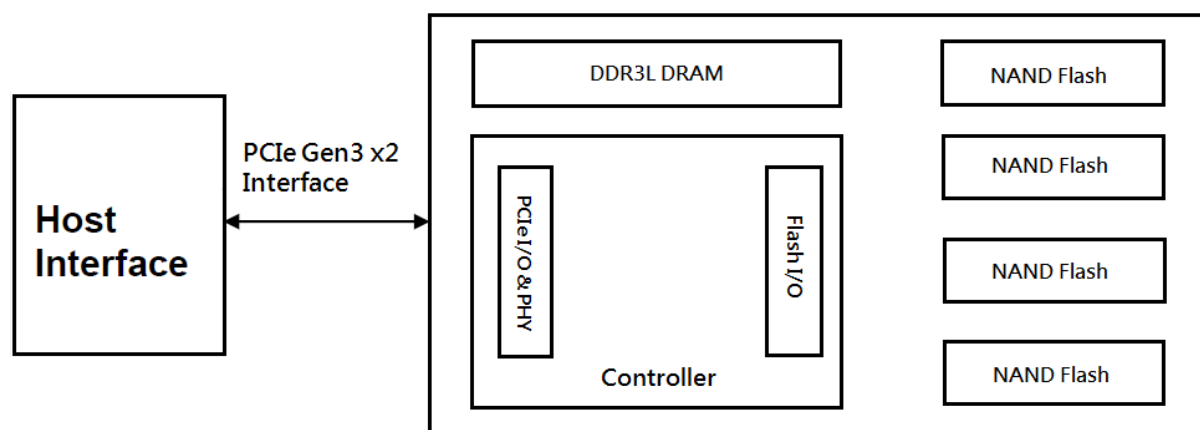 Host
Interface
PCIe Gen3 x2
Interface
DDR3L DRAM
PCIe I/O & PHY
Flash I/O
Controller
NAND Flash
NAND Flash
NAND Flash
NAND Flash